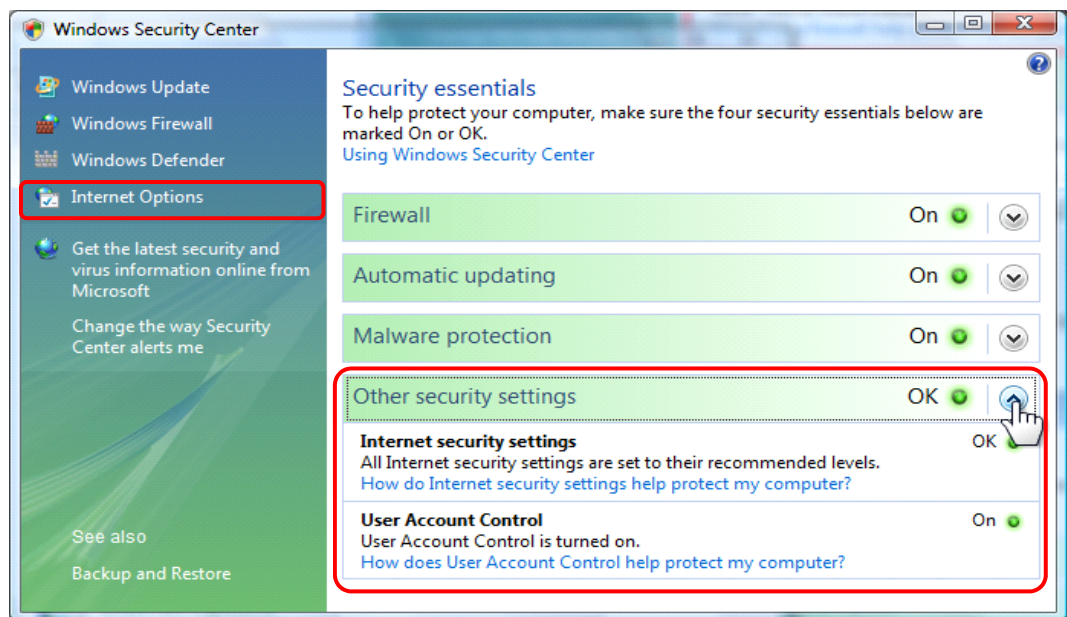 Windows Security Center
Windows Update
Windows Firewall
Windows Defender
Internet Options
Get the latest security and
virus information online from
Microsoft
Change the way Security
Center alerts me
See also
Backup and Restore
Security essentials
To help protect your computer, make sure the four security essentials below are
marked On or OK.
Using Windows Security Center
Firewall On
Automatic updating On
Malware protection On
Other security settings OK
Internet security settings OK
All Internet security settings are set to their recommended levels.
How do Internet security settings help protect my computer?
User Account Control On
User Account Control is turned on.
How does User Account Control help protect my computer?